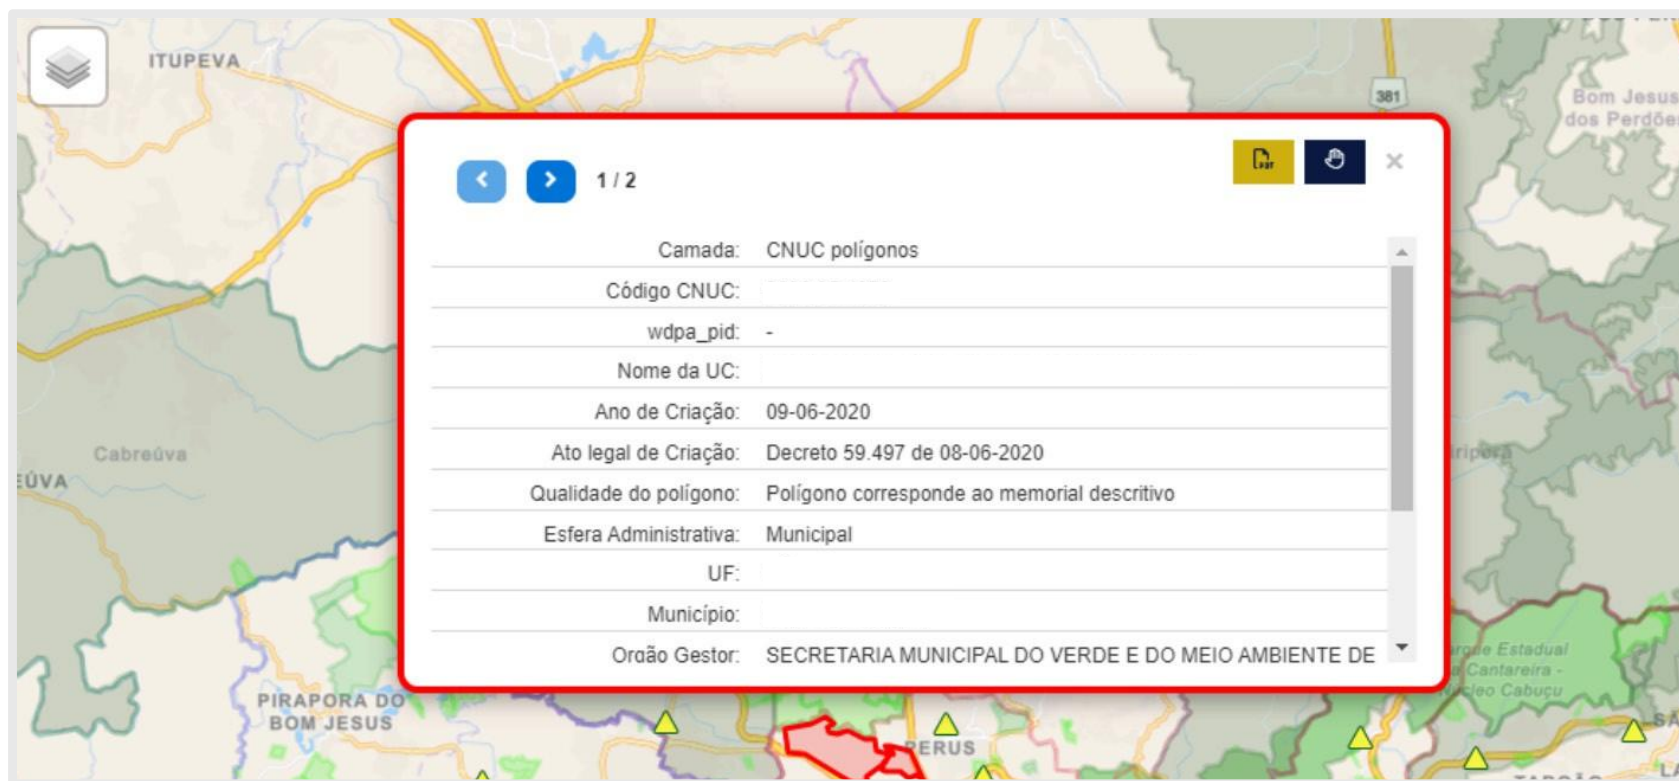 ITUPEVA
381
Bom Jesus
dos Perdões
1 / 2
Camada: CNUC polígonos
Código CNUC:
wdpa_pid: -
Nome da UC:
Ano de Criação: 09-06-2020
Ato legal de Criação: Decreto 59.497 de 08-06-2020
Qualidade do polígono: Polígono corresponde ao memorial descritivo
Esfera Administrativa: Municipal
UF:
Município:
Orgão Gestor: SECRETARIA MUNICIPAL DO VERDE E DO MEIO AMBIENTE DE
Cabreúva
EÚVA
Estadual
Cantareira -
Cabuçu
PIRAPORA DO
BOM JESUS
PERUS